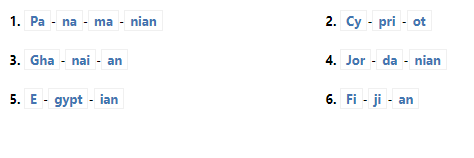 1. Pa - na - ma - nian 2. Cy - pri - ot
3. Gha - nai - an 4. Jor - da - nian
5. E - gypt - ian 6. Fi - ji - an